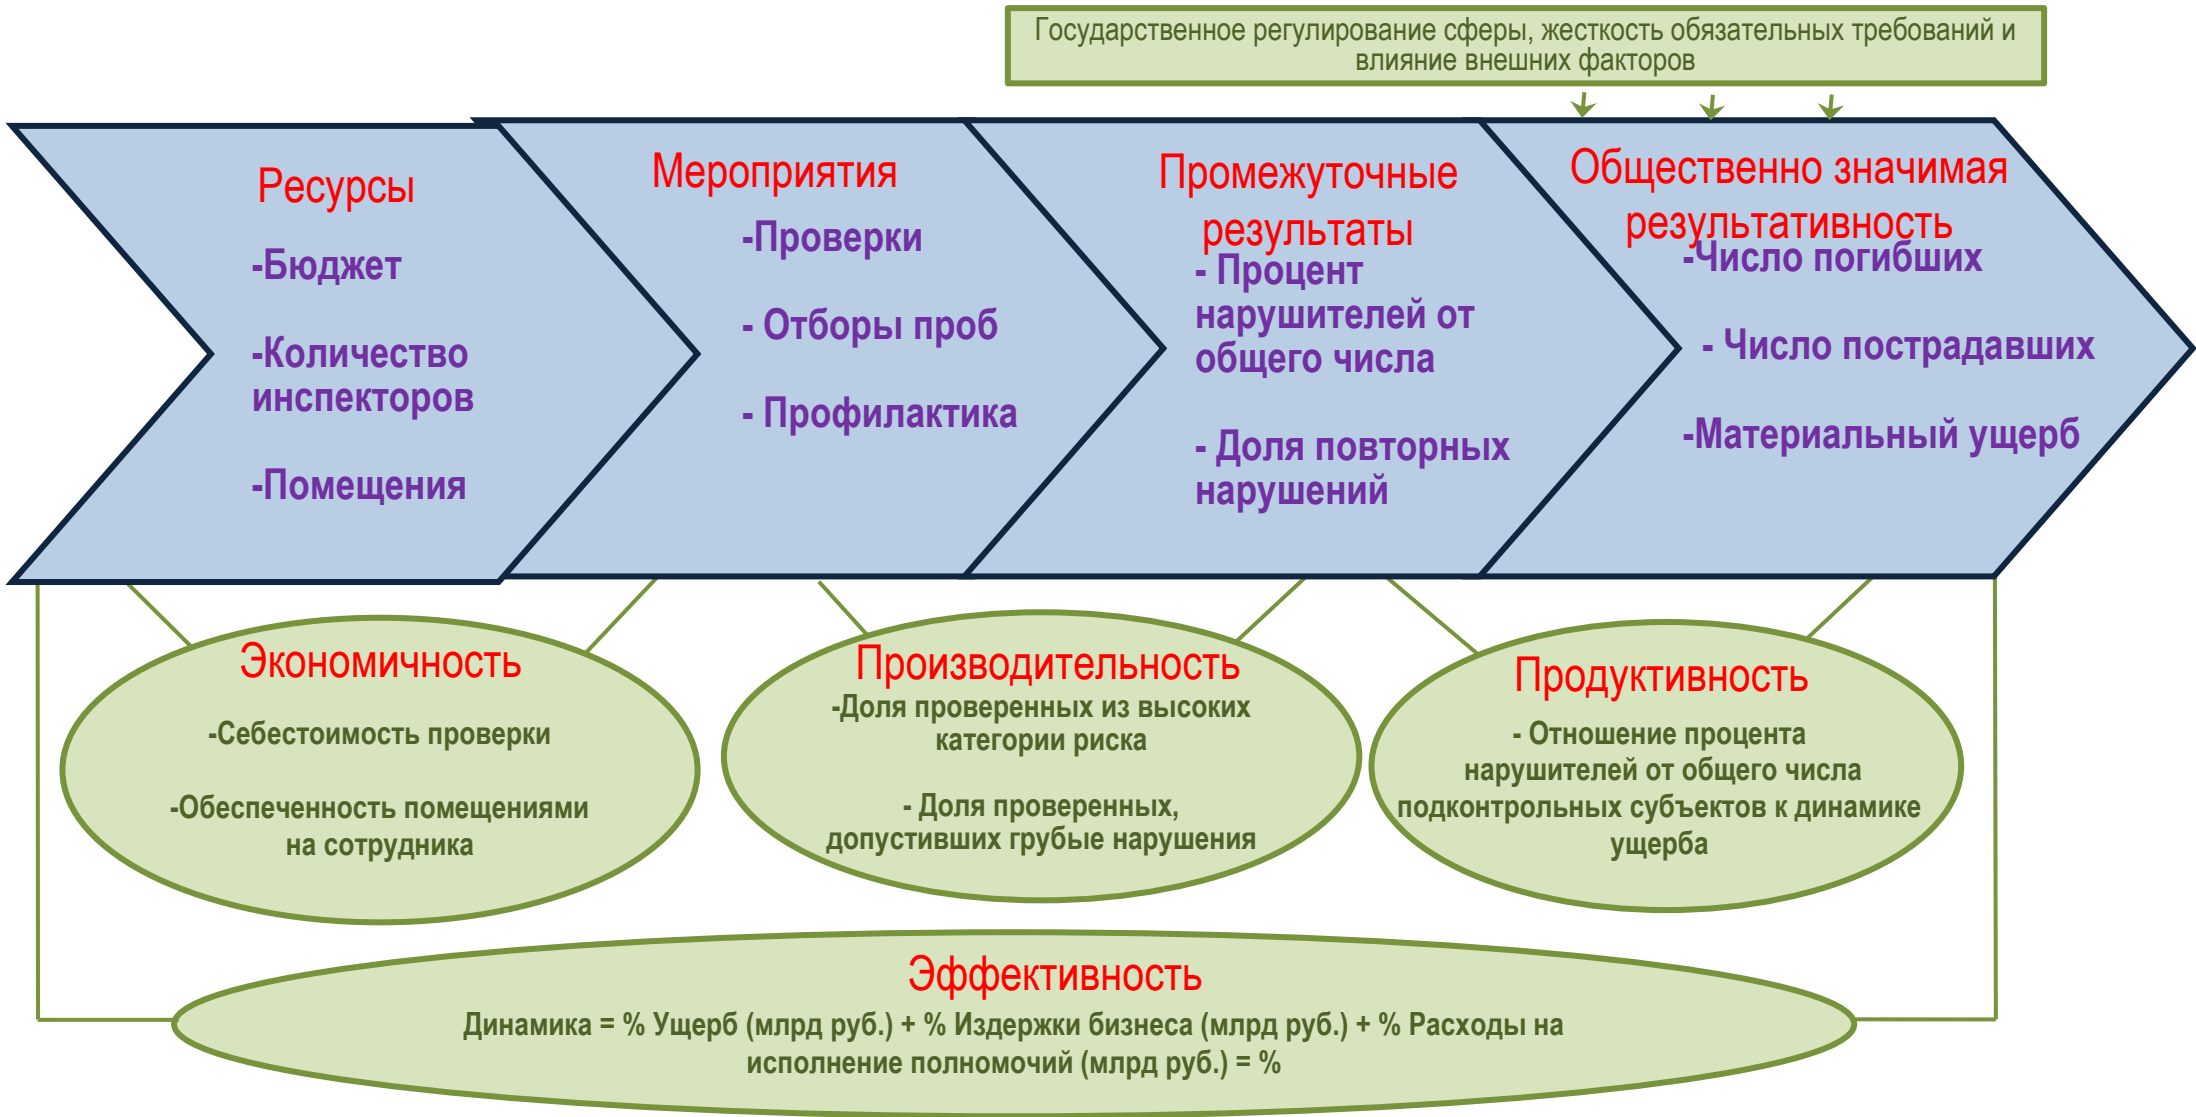 Государственное регулирование сферы, жесткость обязательных требований и
влияние внешних факторов
Ресурсы
-Бюджет
-Количество
инспекторов
-Помещения
Мероприятия
-Проверки
- Отборы проб
- Профилактика
Промежуточные
результаты
- Процент
нарушителей от
общего числа
- Доля повторных
нарушений
Общественно значимая
результативность
-Число погибших
- Число пострадавших
-Материальный ущерб
Экономичность
-Себестоимость проверки
-Обеспеченность помещениями
на сотрудника
Производительность
-Доля проверенных из высоких
категории риска
- Доля проверенных,
допустивших грубые нарушения
Продуктивность
- Отношение процента
нарушителей от общего числа
подконтрольных субъектов к динамике
ущерба
Эффективность
Динамика = % Ущерб (млрд руб.) + % Издержки бизнеса (млрд руб.) + % Расходы на
исполнение полномочий (млрд руб.) = %